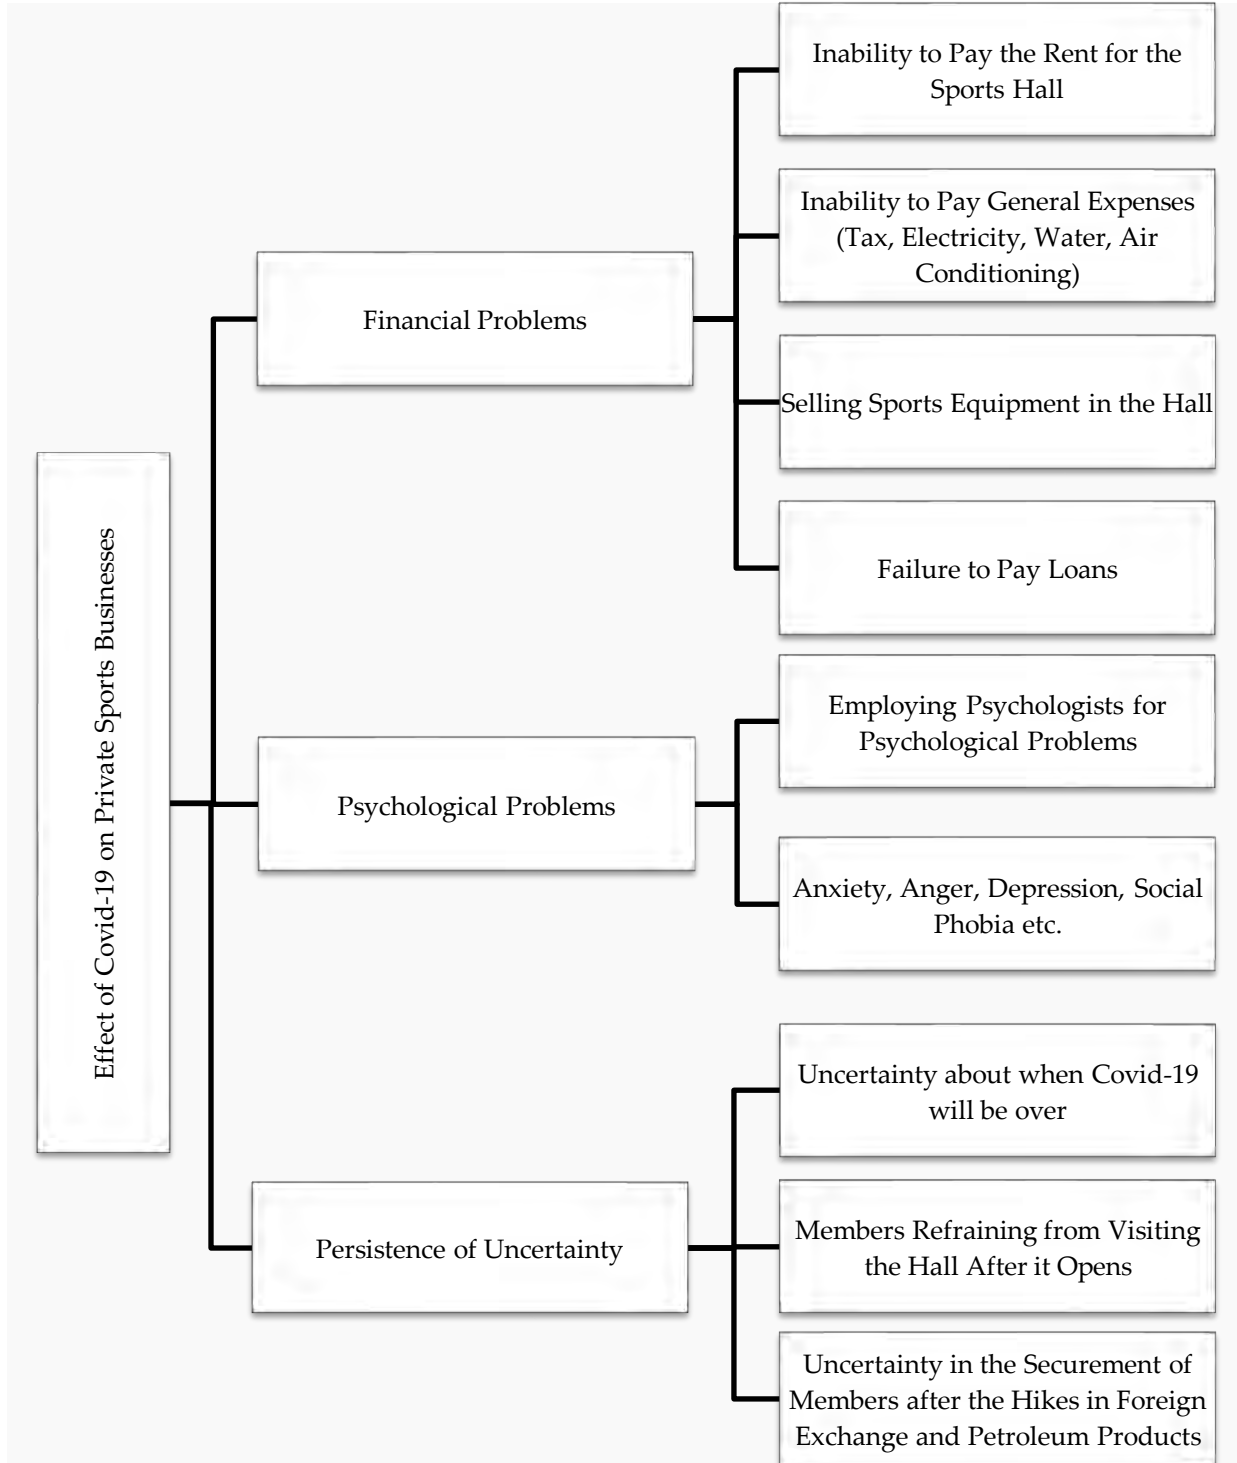 Effect of Covid-19 on Private Sports Businesses
Financial Problems
Inability to Pay the Rent for the
Sports Hall
Inability to Pay General Expenses
(Tax, Electricity, Water, Air
Conditioning)
Selling Sports Equipment in the Hall
Failure to Pay Loans
Psychological Problems
Employing Psychologists for
Psychological Problems
Anxiety, Anger, Depression, Social
Phobia etc.
Persistence of Uncertainty
Uncertainty about when Covid-19
will be over
Members Refraining from Visiting
the Hall After it Opens
Uncertainty in the Securement of
Members after the Hikes in Foreign
Exchange and Petroleum Products